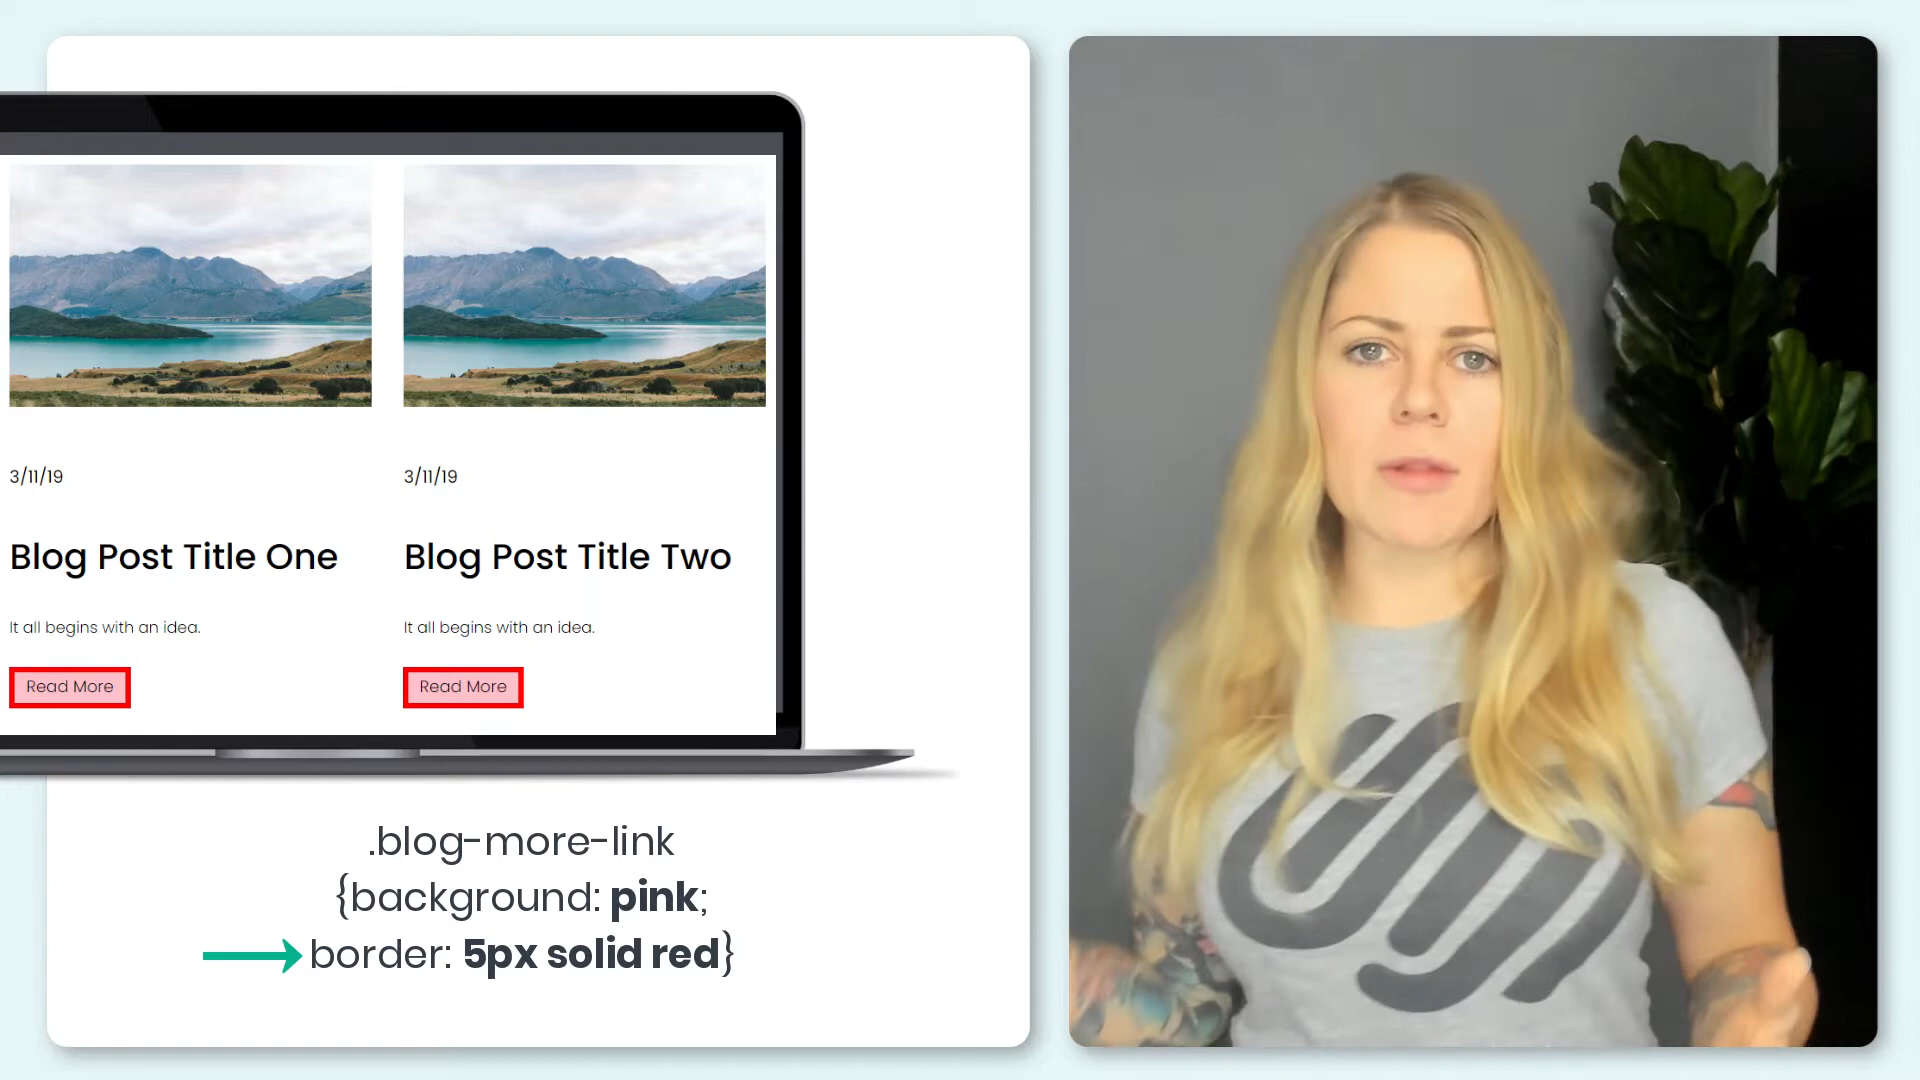 3/11/19
3/11/19
Blog Post Title One
Blog Post Title Two
It all begins with an idea.
It all begins with an idea.
Read More
Read More
.blog-more-link
{background: pink;
border: 5px solid red}